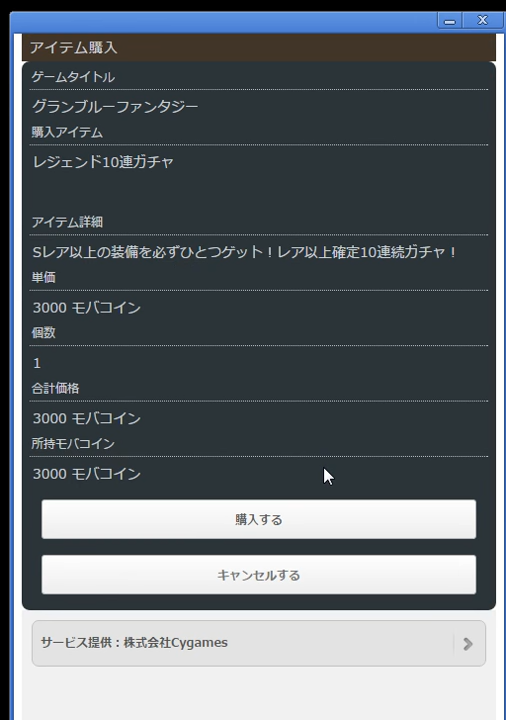 アイテム購入
ゲームタイトル
グランブルーファンタジー
購入アイテム
レジェンド10連ガチャ
アイテム詳細
Sレア以上の装備を必ずひとつゲット！レア以上確定10連続ガチャ！
単価
3000 モバコイン
個数
1
合計価格
3000 モバコイン
所持モバコイン
3000 モバコイン
購入する
キャンセルする
サービス提供：株式会社Cygames